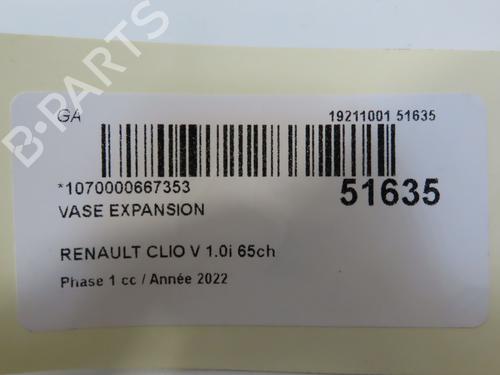 B-PARTS
GA
19211001 51635
*1070000667353
51635
VASE EXPANSION
RENAULT CLIO V 1.0i 65ch
Phase 1 cc / Année 2022